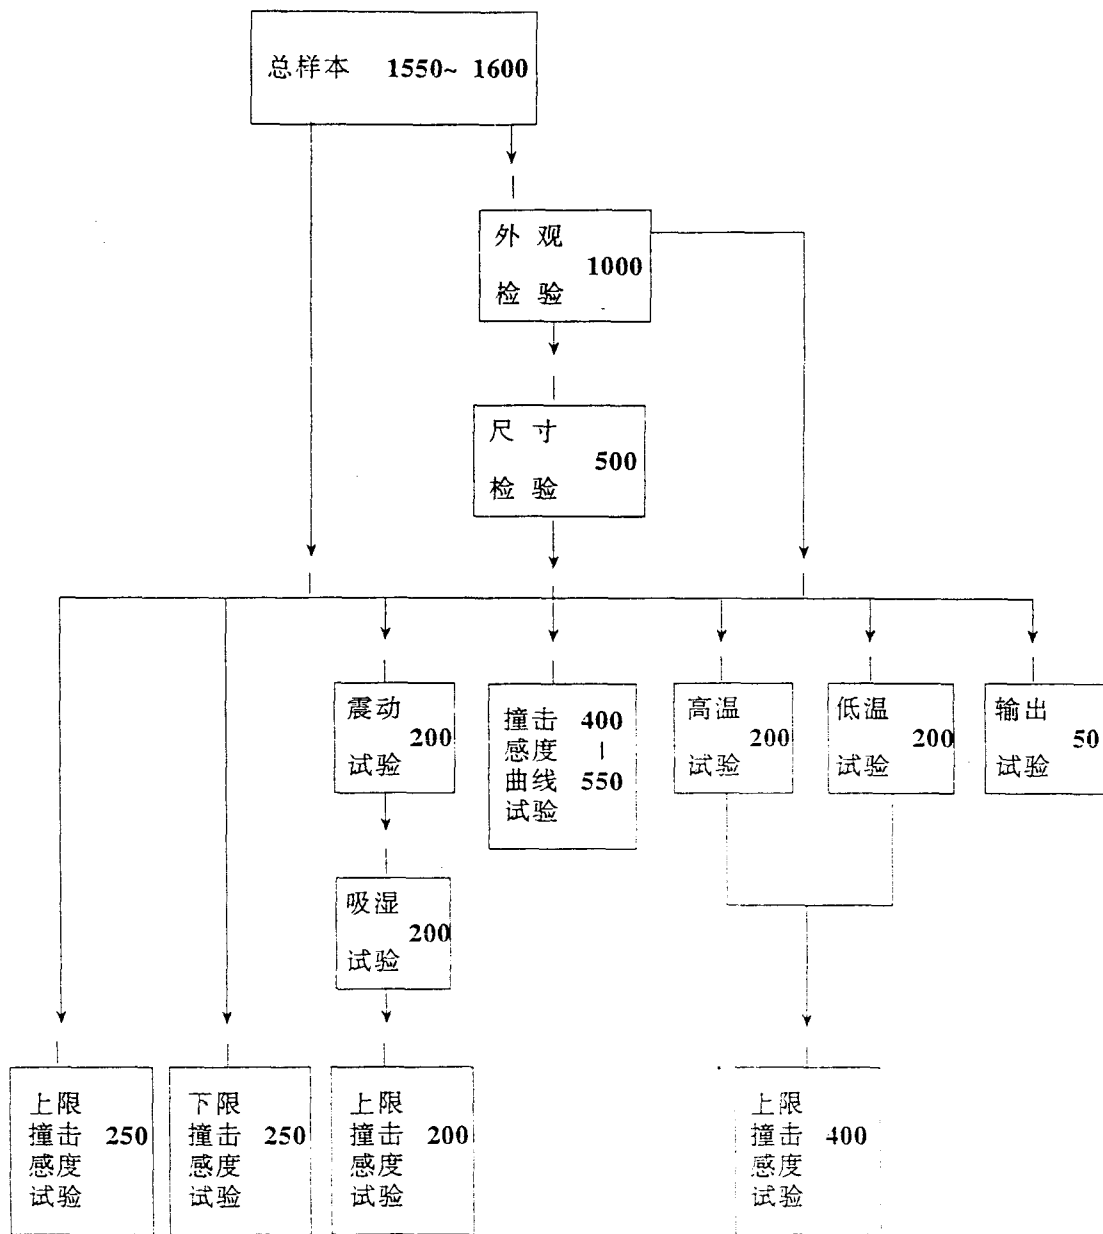 总样本 1550~ 1600
外 观
1000
检 验
尺 寸
500
检 验
震动
200
试验
撞击 400
感度 |
曲线 550
试验
高温
200
试验
低温
200
试验
输出
50
试验
吸湿
200
试验
上限
撞击 250
感度
试验
下限
撞击 250
感度
试验
上限
撞击 200
感度
试验
上限
撞击 400
感度
试验